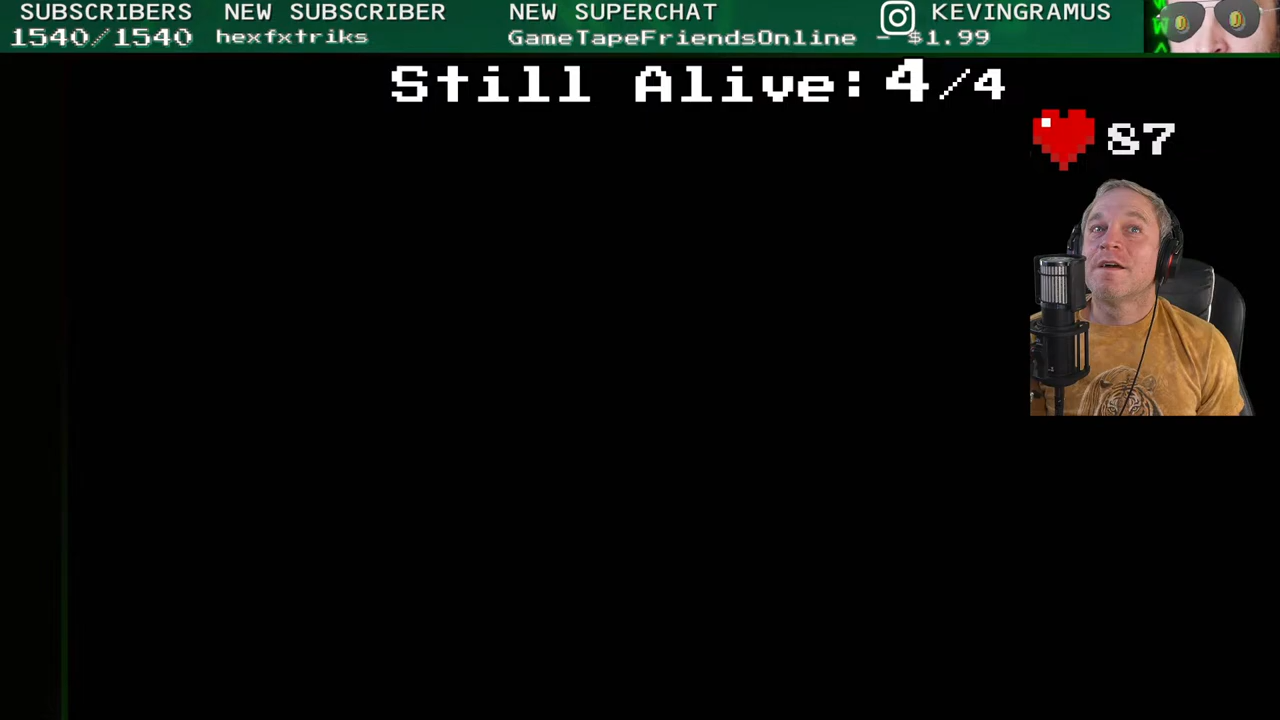 SUBSCRIBERS
1540/1540
NEW SUBSCRIBER
hexfxtriks
NEW SUPERCHAT
GameTapeFriendsOnline - $1.99
KEVINGRAMUS
Still Alive: 4/4
87